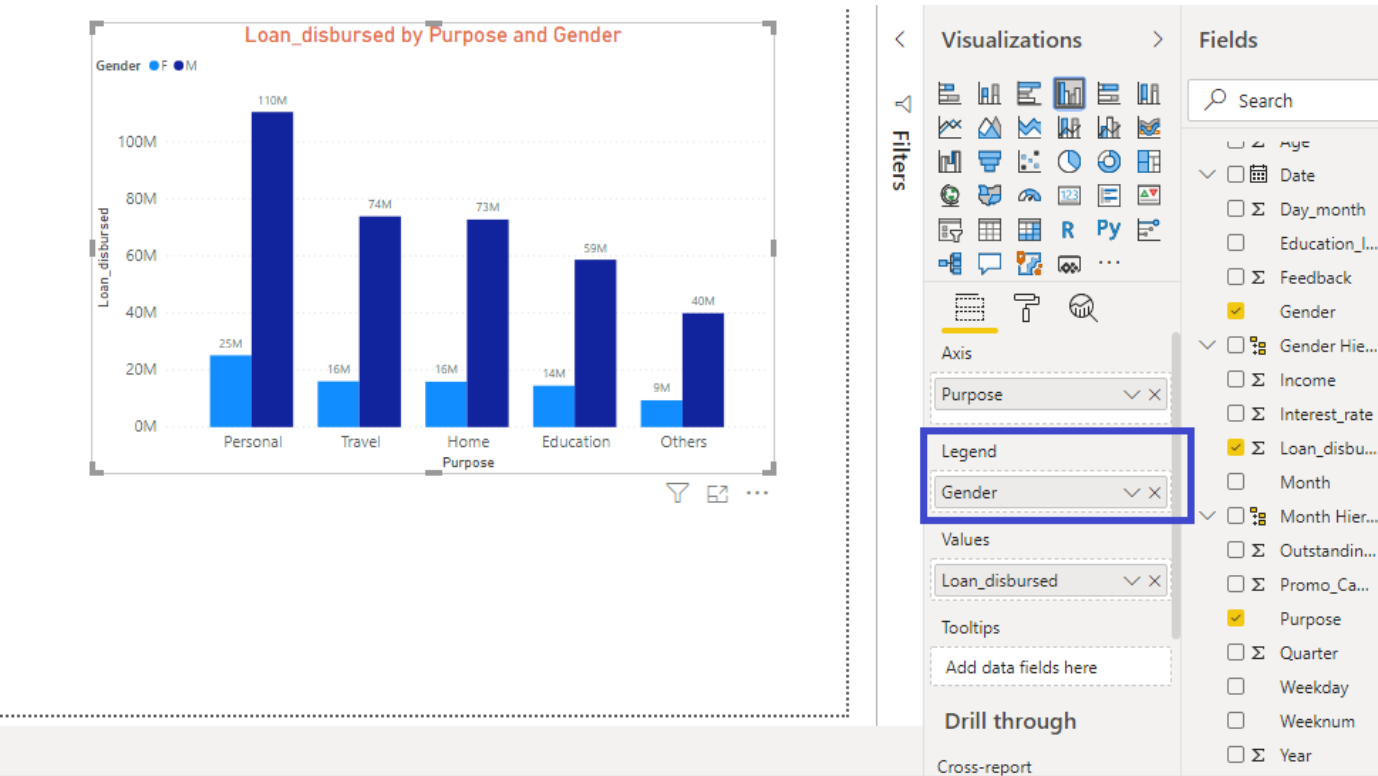 Loan_disbursed by Purpose and Gender
Gender F M
110M
100M
74M
73M
80M
59M
60M
40M
40M
25M
20M
16M
16M
14M
9M
0M
Personal Travel Home Education Others
Purpose
Loan_disbursed
Filters
Visualizations
123
R Py
Axis
Purpose
Legend
Gender
Values
Loan_disbursed
Tooltips
Add data fields here
Drill through
Cross-report
Fields
Search
Age
Date
Day_month
Education_l...
Feedback
Gender
Gender Hie...
Income
Interest_rate
Loan_disbu...
Month
Month Hier...
Outstandin...
Promo_Ca...
Purpose
Quarter
Weekday
Weeknum
Year